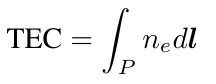 TEC = ∫_P n_e d𝒍